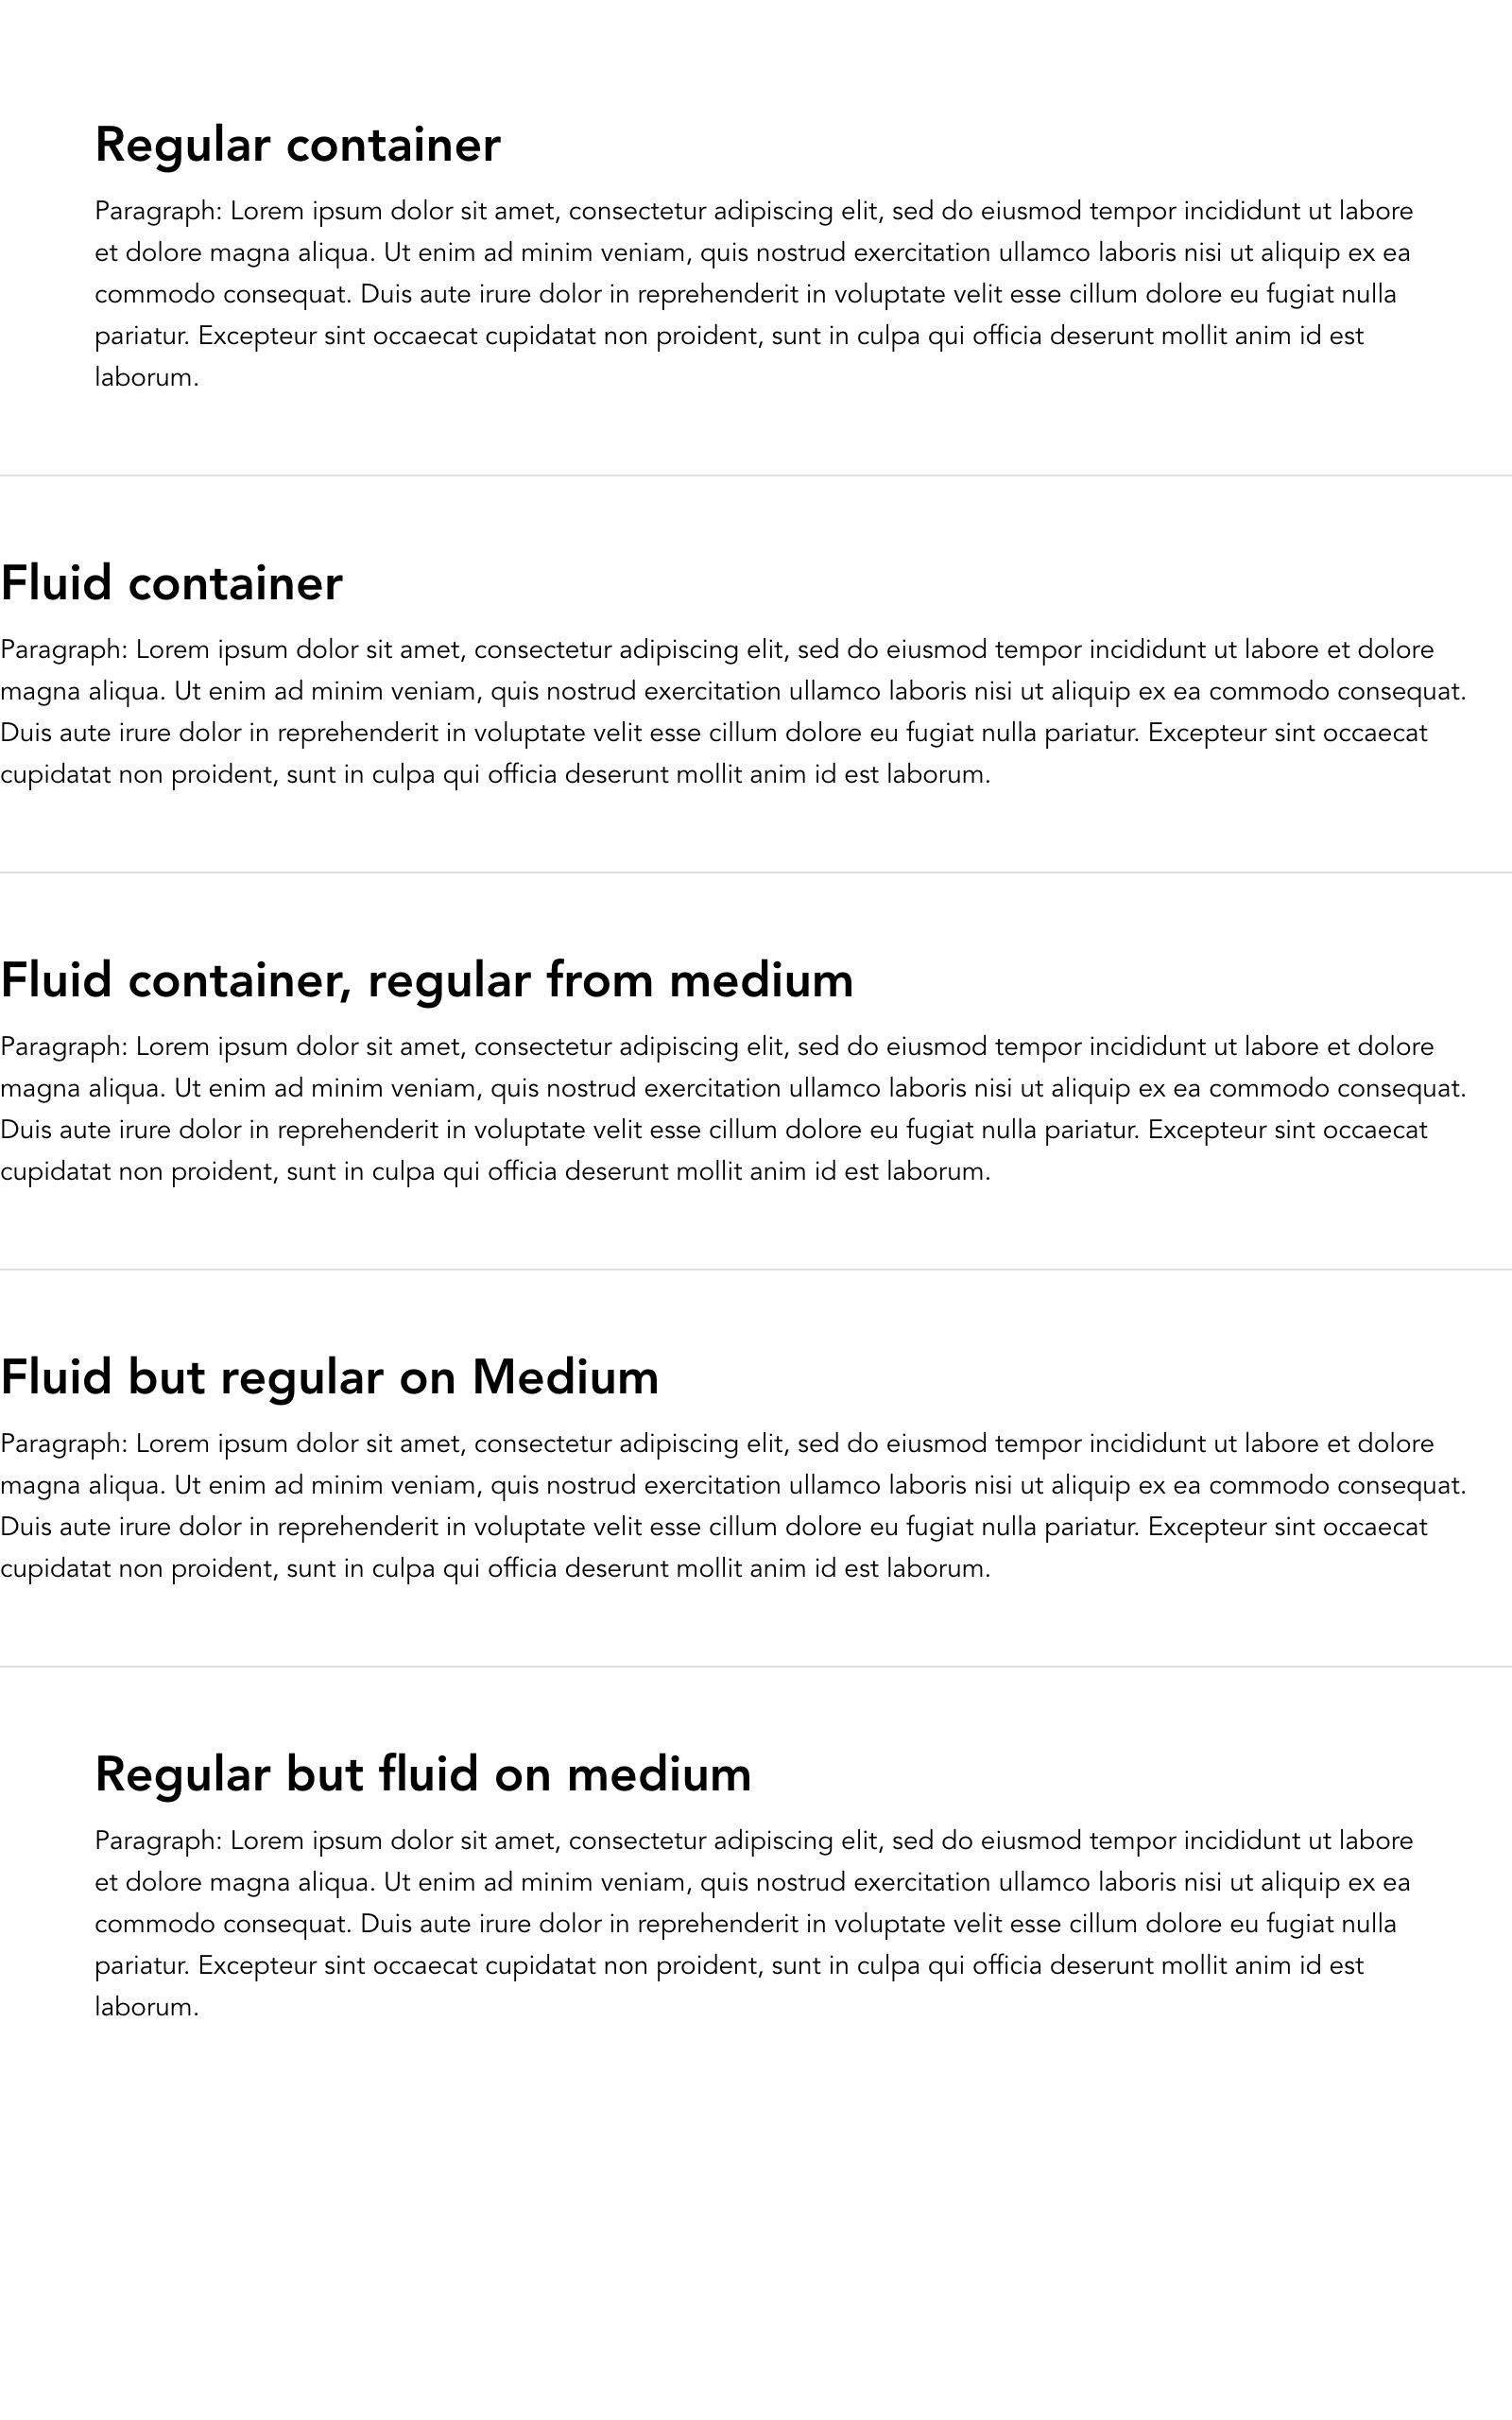 Regular container
Paragraph: Lorem ipsum dolor sit amet, consectetur adipiscing elit, sed do eiusmod tempor incididunt ut labore
et dolore magna aliqua. Ut enim ad minim veniam, quis nostrud exercitation ullamco laboris nisi ut aliquip ex ea
commodo consequat. Duis aute irure dolor in reprehenderit in voluptate velit esse cillum dolore eu fugiat nulla
pariatur. Excepteur sint occaecat cupidatat non proident, sunt in culpa qui officia deserunt mollit anim id est
laborum.
Fluid container
Paragraph: Lorem ipsum dolor sit amet, consectetur adipiscing elit, sed do eiusmod tempor incididunt ut labore et dolore
magna aliqua. Ut enim ad minim veniam, quis nostrud exercitation ullamco laboris nisi ut aliquip ex ea commodo consequat.
Duis aute irure dolor in reprehenderit in voluptate velit esse cillum dolore eu fugiat nulla pariatur. Excepteur sint occaecat
cupidatat non proident, sunt in culpa qui officia deserunt mollit anim id est laborum.
Fluid container, regular from medium
Paragraph: Lorem ipsum dolor sit amet, consectetur adipiscing elit, sed do eiusmod tempor incididunt ut labore et dolore
magna aliqua. Ut enim ad minim veniam, quis nostrud exercitation ullamco laboris nisi ut aliquip ex ea commodo consequat.
Duis aute irure dolor in reprehenderit in voluptate velit esse cillum dolore eu fugiat nulla pariatur. Excepteur sint occaecat
cupidatat non proident, sunt in culpa qui officia deserunt mollit anim id est laborum.
Fluid but regular on Medium
Paragraph: Lorem ipsum dolor sit amet, consectetur adipiscing elit, sed do eiusmod tempor incididunt ut labore et dolore
magna aliqua. Ut enim ad minim veniam, quis nostrud exercitation ullamco laboris nisi ut aliquip ex ea commodo consequat.
Duis aute irure dolor in reprehenderit in voluptate velit esse cillum dolore eu fugiat nulla pariatur. Excepteur sint occaecat
cupidatat non proident, sunt in culpa qui officia deserunt mollit anim id est laborum.
Regular but fluid on medium
Paragraph: Lorem ipsum dolor sit amet, consectetur adipiscing elit, sed do eiusmod tempor incididunt ut labore
et dolore magna aliqua. Ut enim ad minim veniam, quis nostrud exercitation ullamco laboris nisi ut aliquip ex ea
commodo consequat. Duis aute irure dolor in reprehenderit in voluptate velit esse cillum dolore eu fugiat nulla
pariatur. Excepteur sint occaecat cupidatat non proident, sunt in culpa qui officia deserunt mollit anim id est
laborum.